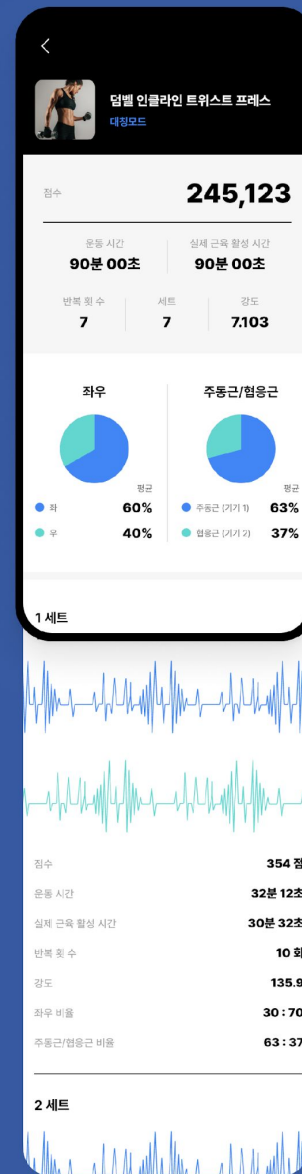 덤벨 인클라인 트위스트 프레스
대칭모드
점수 245,123
운동 시간 실제 근육 활성 시간
90분 00초 90분 00초
반복 횟 수 세트 강도
7 7 7.103
좌우 주동근/협응근
평균 평균
좌 60% 주동근 (기기 1) 63%
우 40% 협응근 (기기 2) 37%
1 세트
점수 354 점
운동 시간 32분 12초
실제 근육 활성 시간 30분 32초
반복 횟 수 10 회
강도 135.9
좌우 비율 30 : 70
주동근/협응근 비율 63 : 37
2 세트